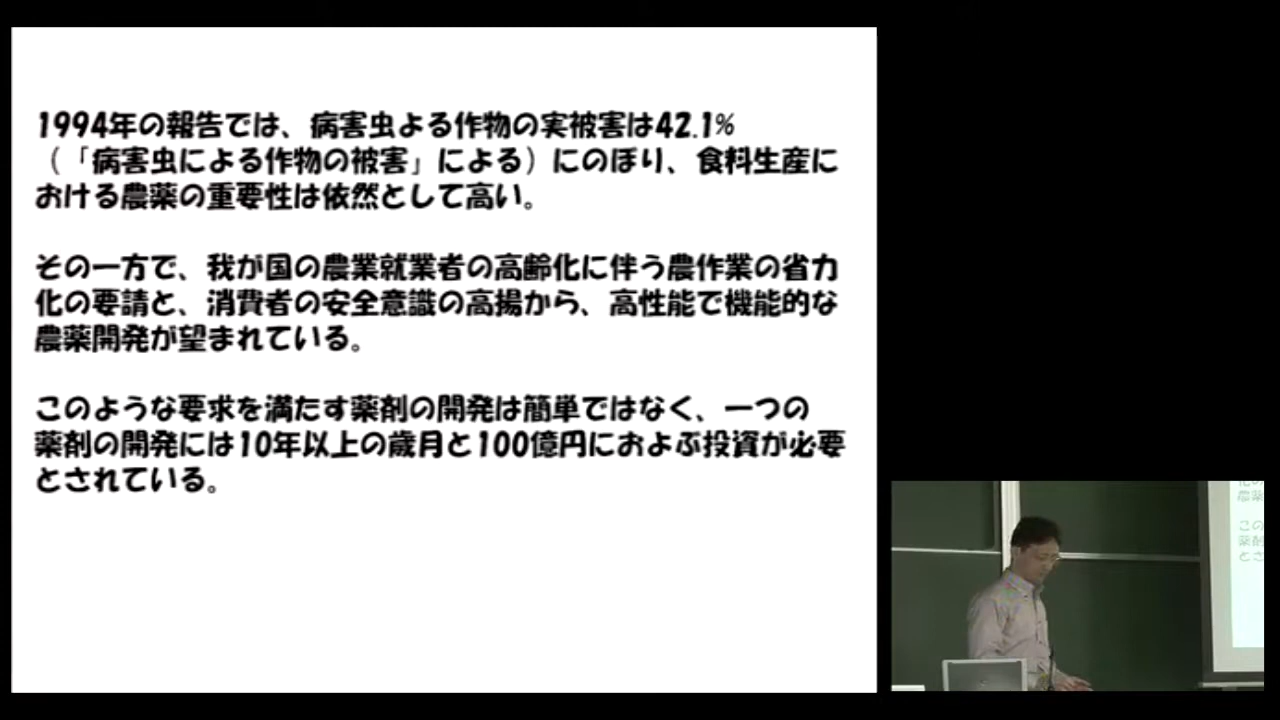 1994年の報告では、病害虫よる作物の実被害は42.1%
（「病害虫による作物の被害」による）にのぼり、食料生産に
おける農薬の重要性は依然として高い。
その一方で、我が国の農業就業者の高齢化に伴う農作業の省力
化の要請と、消費者の安全意識の高揚から、高性能で機能的な
農薬開発が望まれている。
このような要求を満たす薬剤の開発は簡単ではなく、一つの
薬剤の開発には10年以上の歳月と100億円におよぶ投資が必要
とされている。
化の
農薬
この
薬剤
とさ